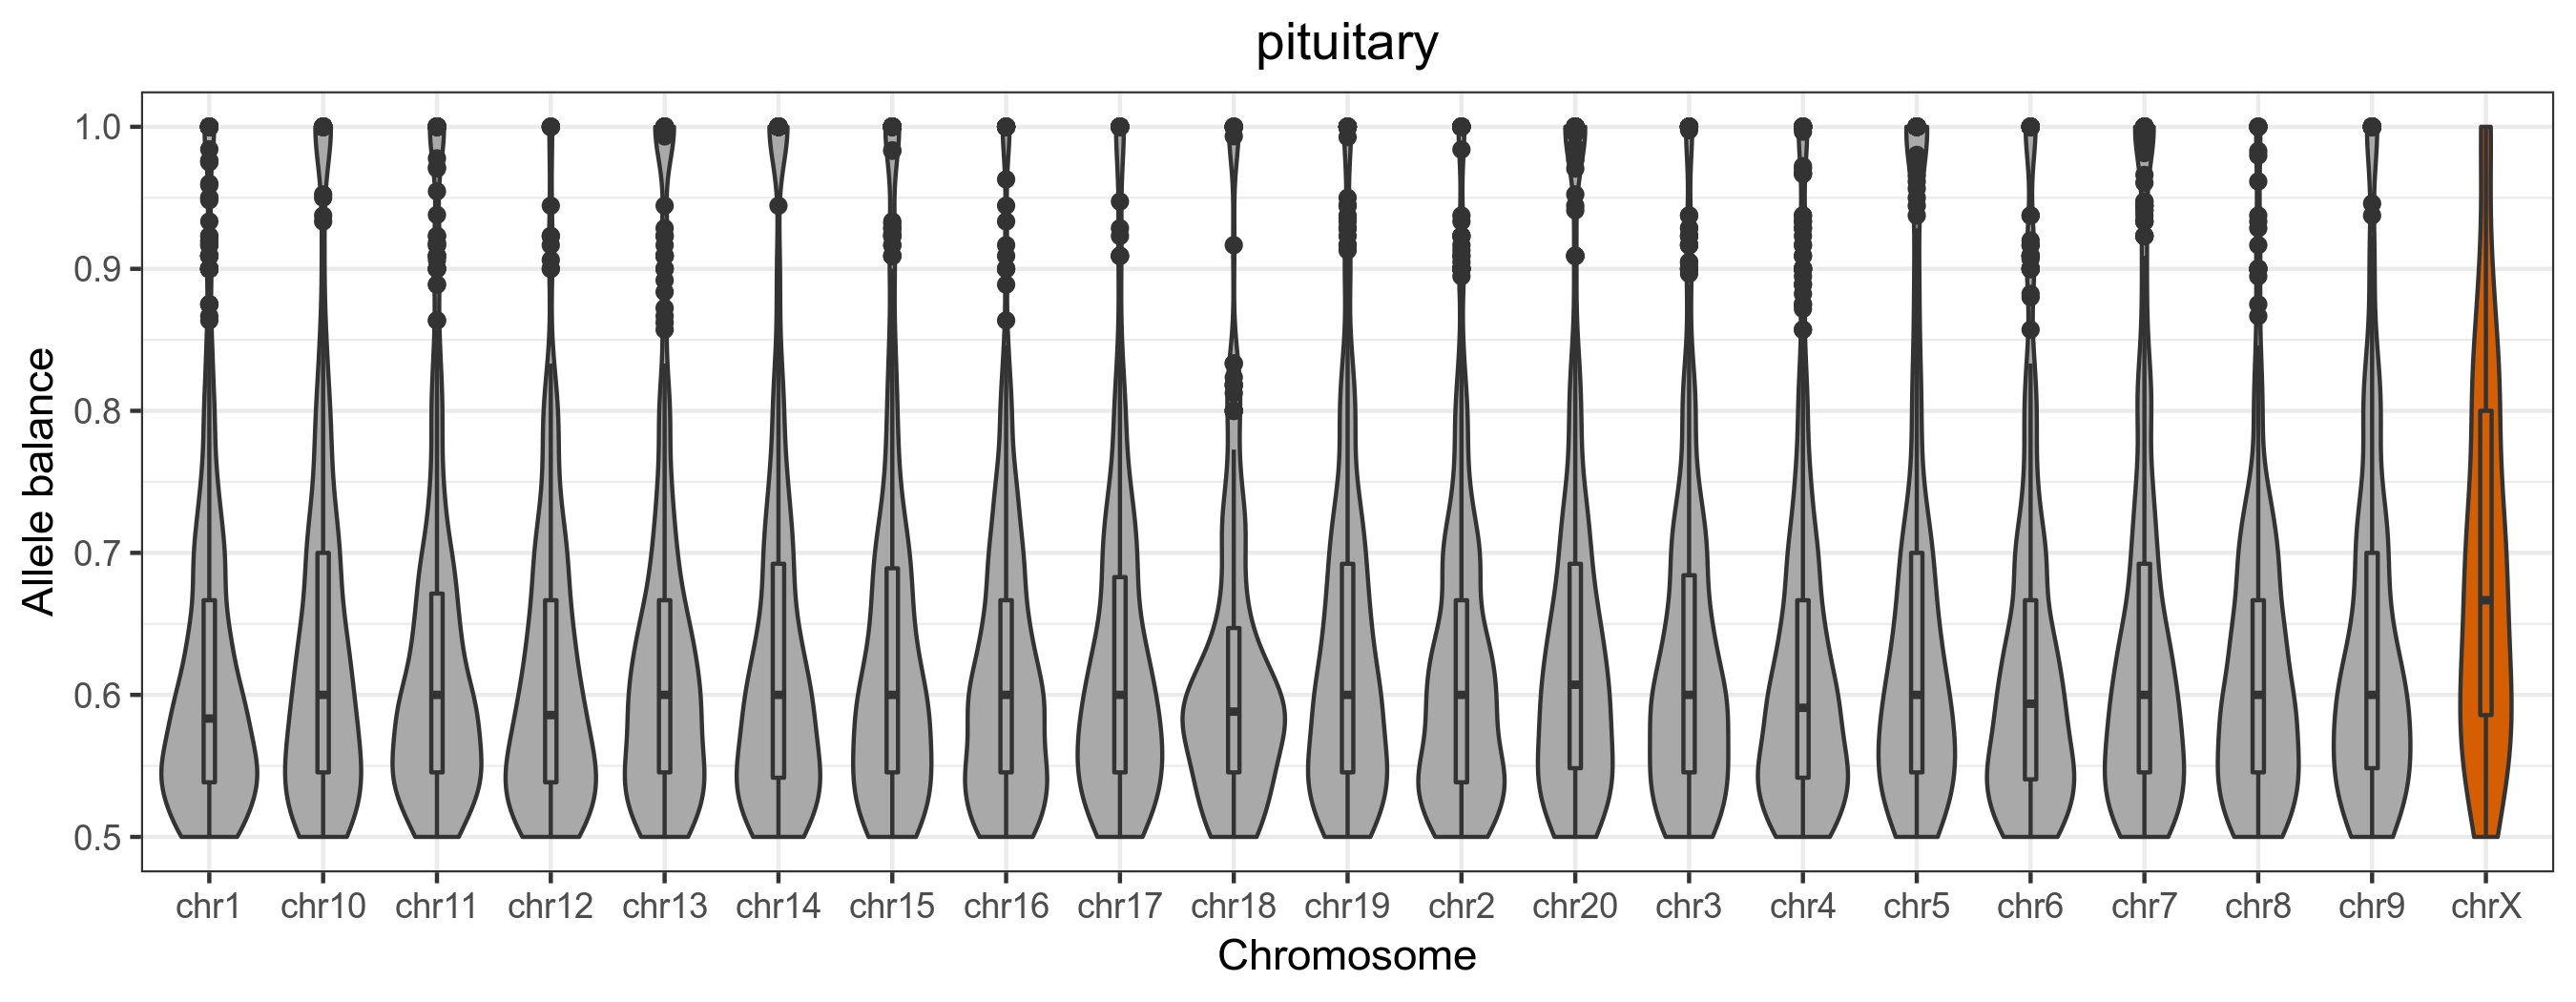 pituitary
Allele balance
1.0
0.9
0.8
0.7
0.6
0.5
chr1 chr10 chr11 chr12 chr13 chr14 chr15 chr16 chr17 chr18 chr19 chr2 chr20 chr3 chr4 chr5 chr6 chr7 chr8 chr9 chrX
Chromosome